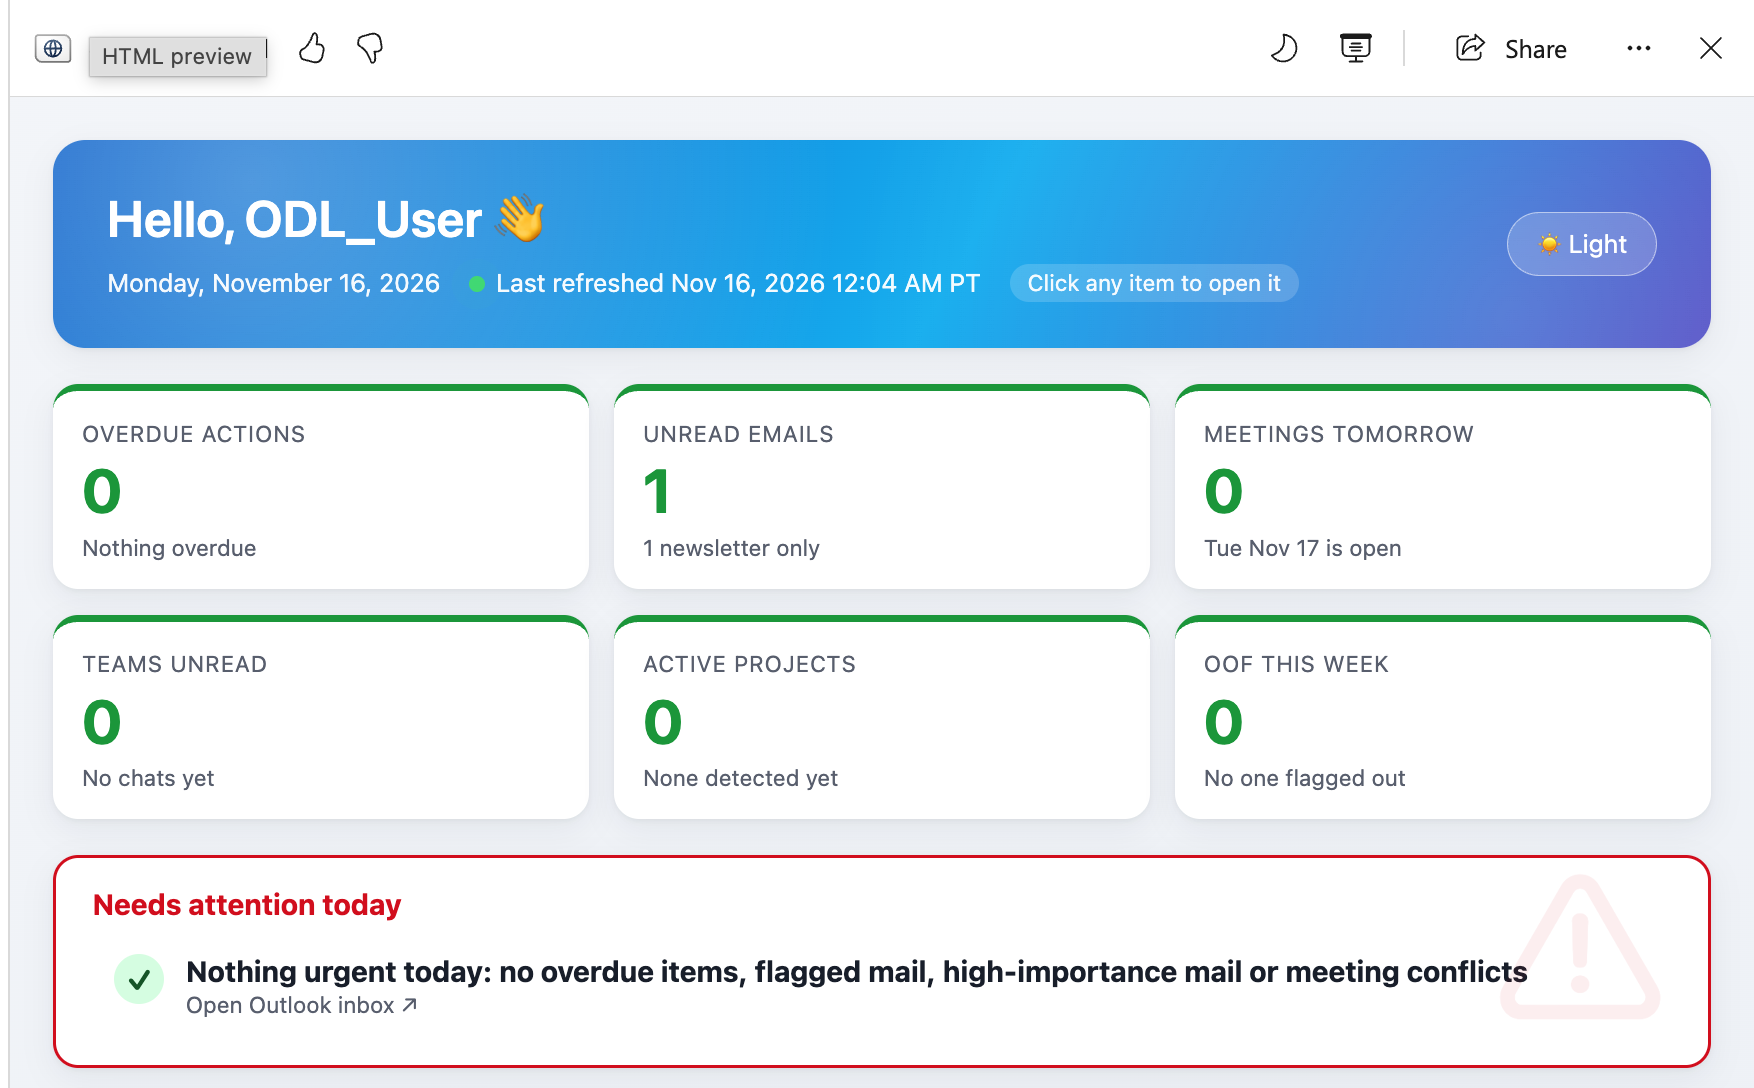 HTML preview
Share
Hello, ODL_User 👋
Monday, November 16, 2026
Last refreshed Nov 16, 2026 12:04 AM PT
Click any item to open it
☀️ Light
OVERDUE ACTIONS
0
Nothing overdue
UNREAD EMAILS
1
1 newsletter only
MEETINGS TOMORROW
0
Tue Nov 17 is open
TEAMS UNREAD
0
No chats yet
ACTIVE PROJECTS
0
None detected yet
OOF THIS WEEK
0
No one flagged out
Needs attention today
Nothing urgent today: no overdue items, flagged mail, high-importance mail or meeting conflicts
Open Outlook inbox ↗